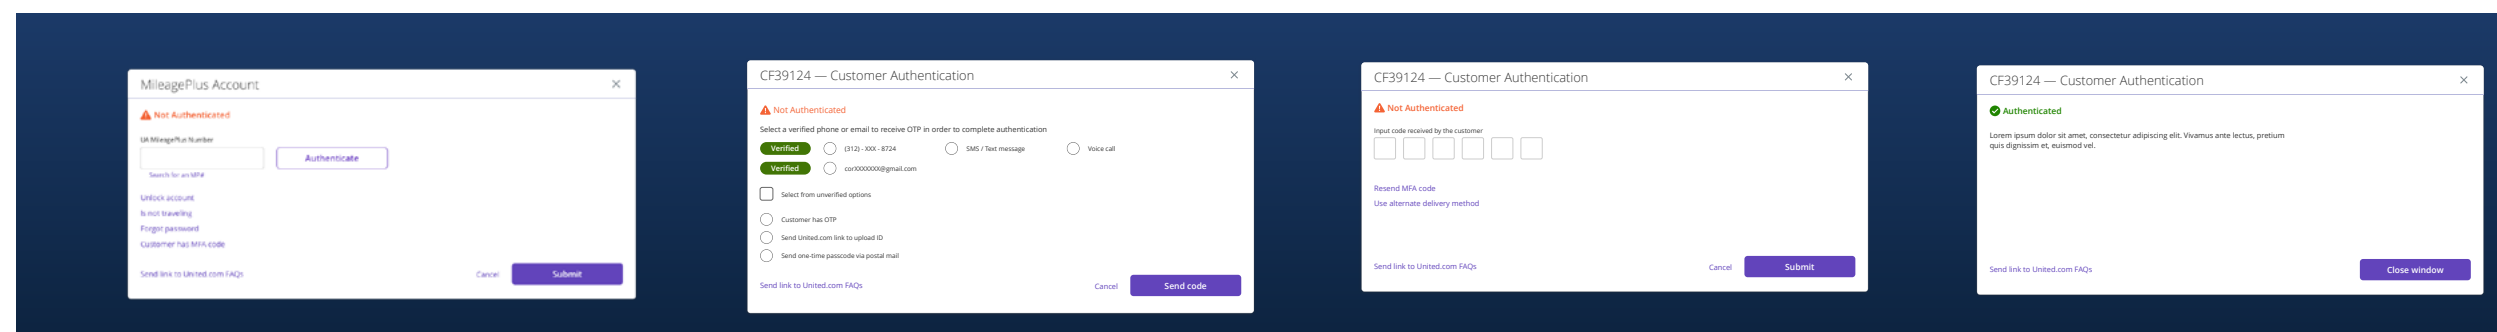 MileagePlus Account
Not Authenticated
UA MileagePlus Number
Authenticate
Search for an MP#
Unlock account
Is not traveling
Forgot password
Customer has MFA code
Send link to United.com FAQs
Cancel
Submit
CF39124 — Customer Authentication
Not Authenticated
Select a verified phone or email to receive OTP in order to complete authentication
Verified (312) - XXX - 8724 SMS / Text message Voice call
Verified corXXXXXXX@gmail.com
Select from unverified options
Customer has OTP
Send United.com link to upload ID
Send one-time passcode via postal mail
Send link to United.com FAQs
Cancel
Send code
CF39124 — Customer Authentication
Not Authenticated
Input code received by the customer
Resend MFA code
Use alternate delivery method
Send link to United.com FAQs
Cancel
Submit
CF39124 — Customer Authentication
Authenticated
Lorem ipsum dolor sit amet, consectetur adipiscing elit. Vivamus ante lectus, pretium
quis dignissim et, euismod vel.
Send link to United.com FAQs
Close window